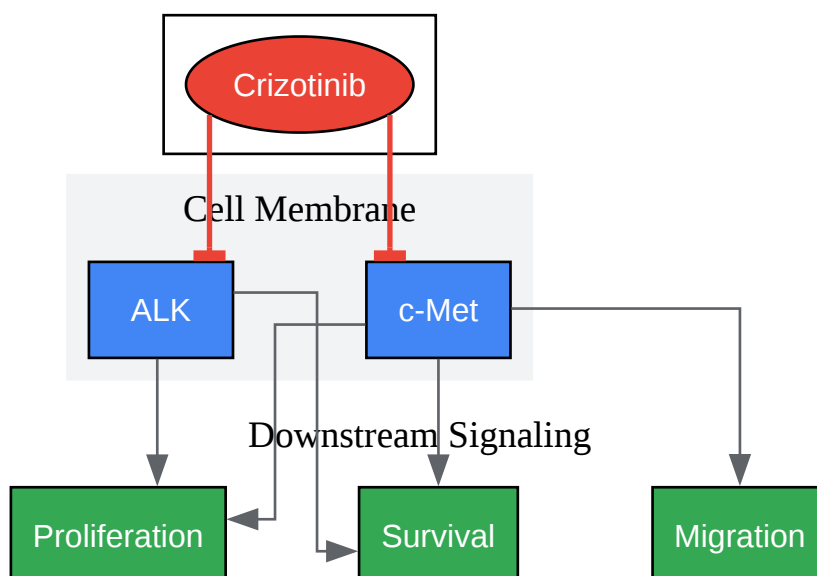 Crizotinib
Cell Membrane
ALK
c-Met
Downstream Signaling
Proliferation
Survival
Migration